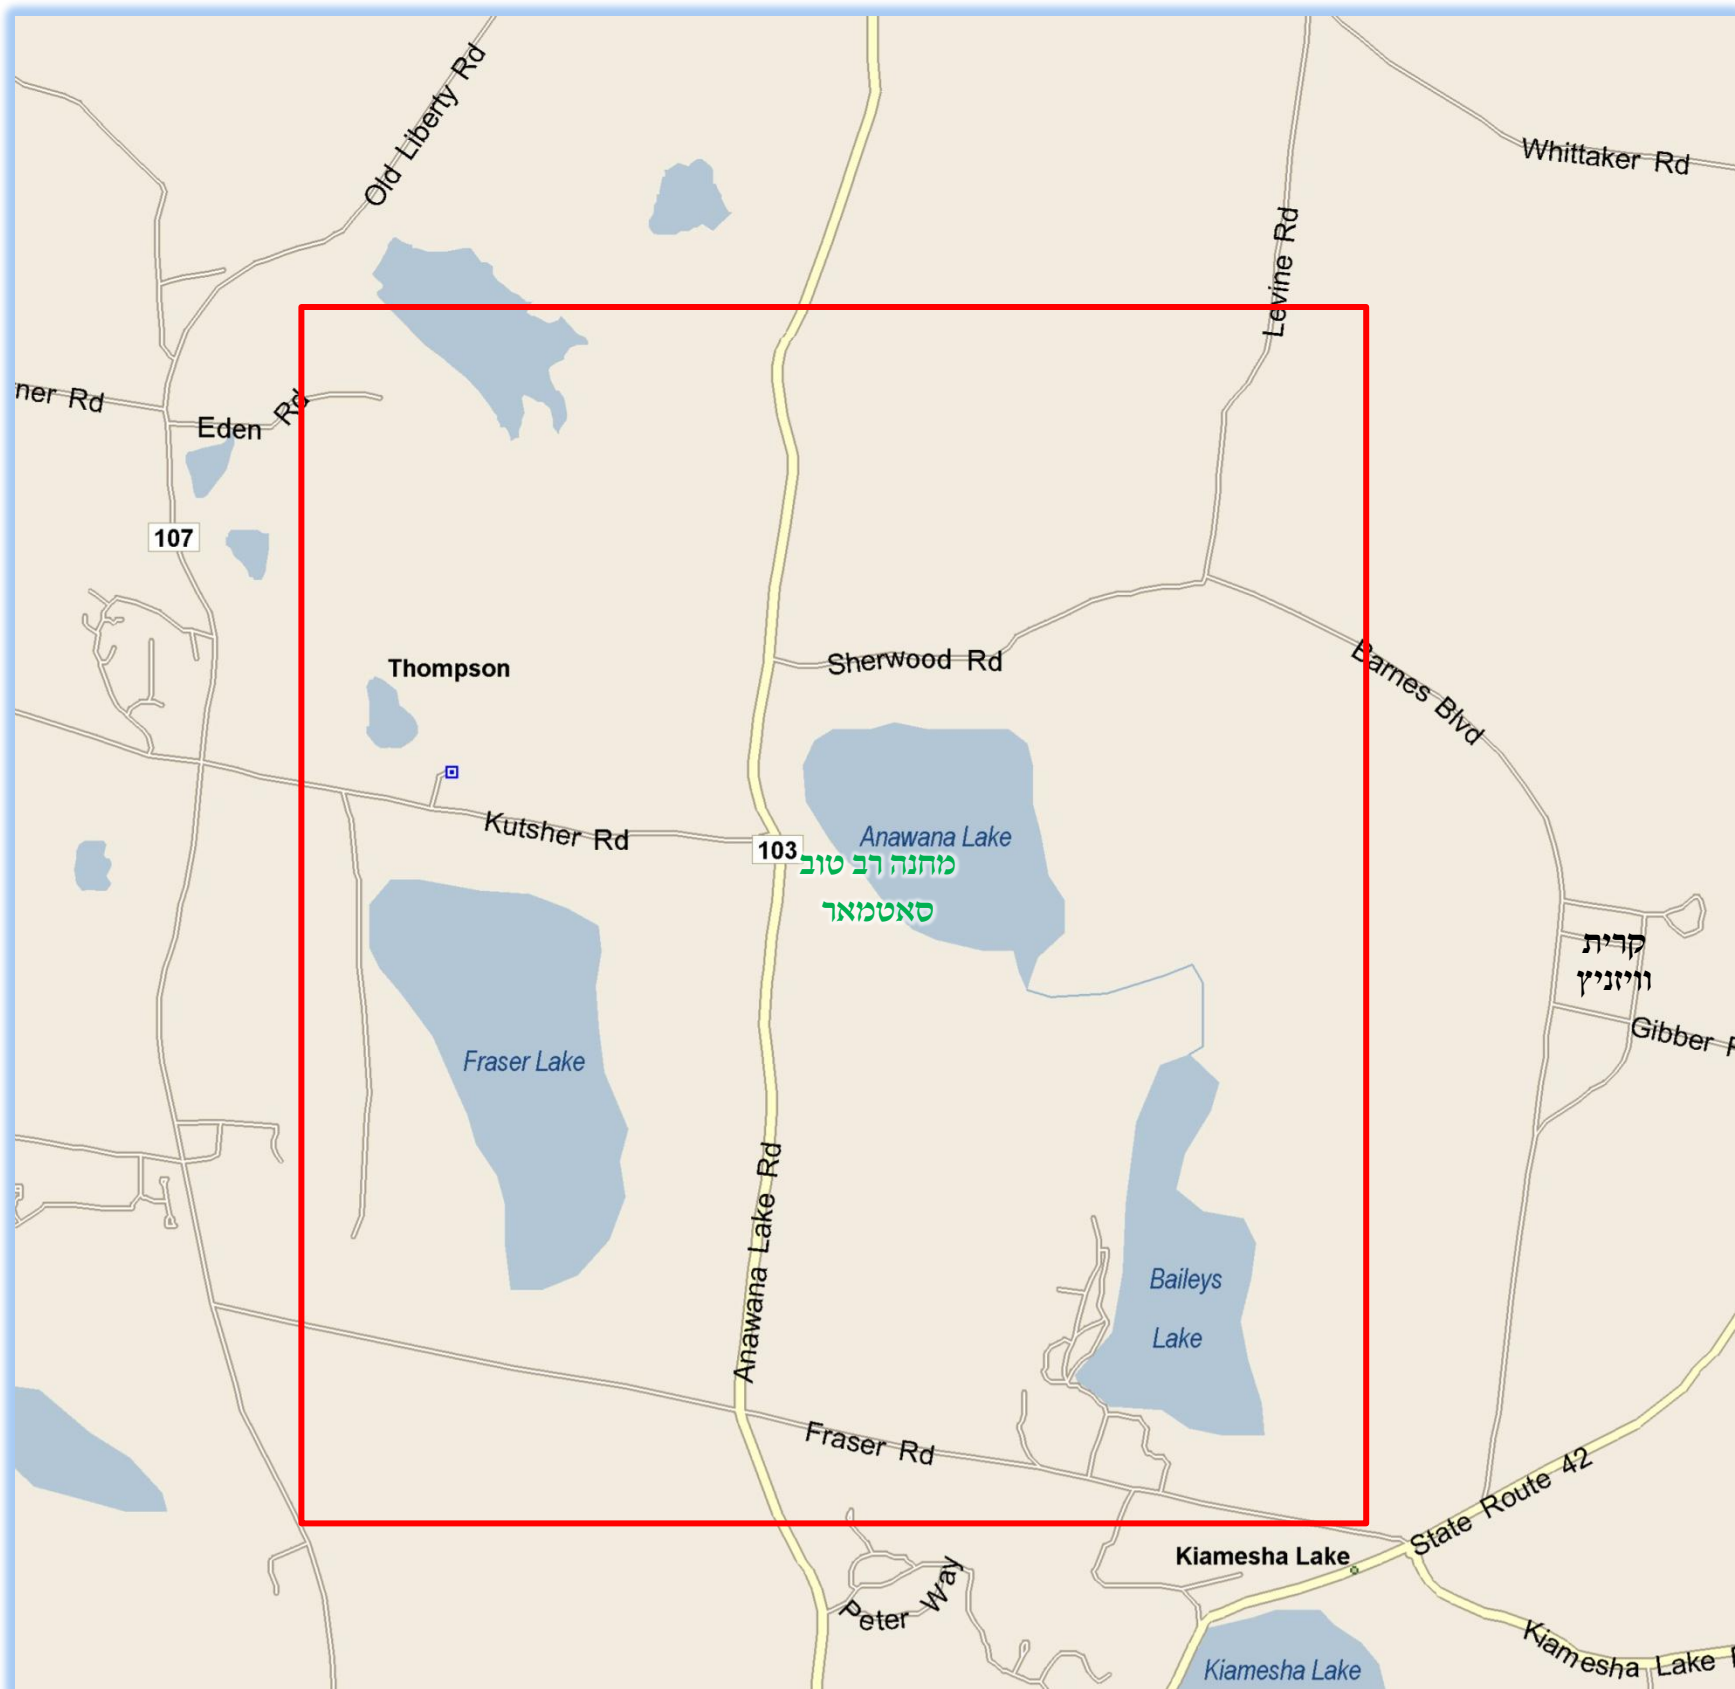 Old Liberty Rd
Whittaker Rd
Levine Rd
ner Rd
Eden Rd
107
Thompson
Sherwood Rd
Barnes Blvd
Kutsher Rd
103
Anawana Lake
מחנה רב טוב
סאטמאר
קרית
וויזניץ
Gibber R
Fraser Lake
Anawana Lake Rd
Baileys
Lake
Fraser Rd
State Route 42
Kiamesha Lake
Peter Way
Kiamesha Lake
Kiamesha Lake R